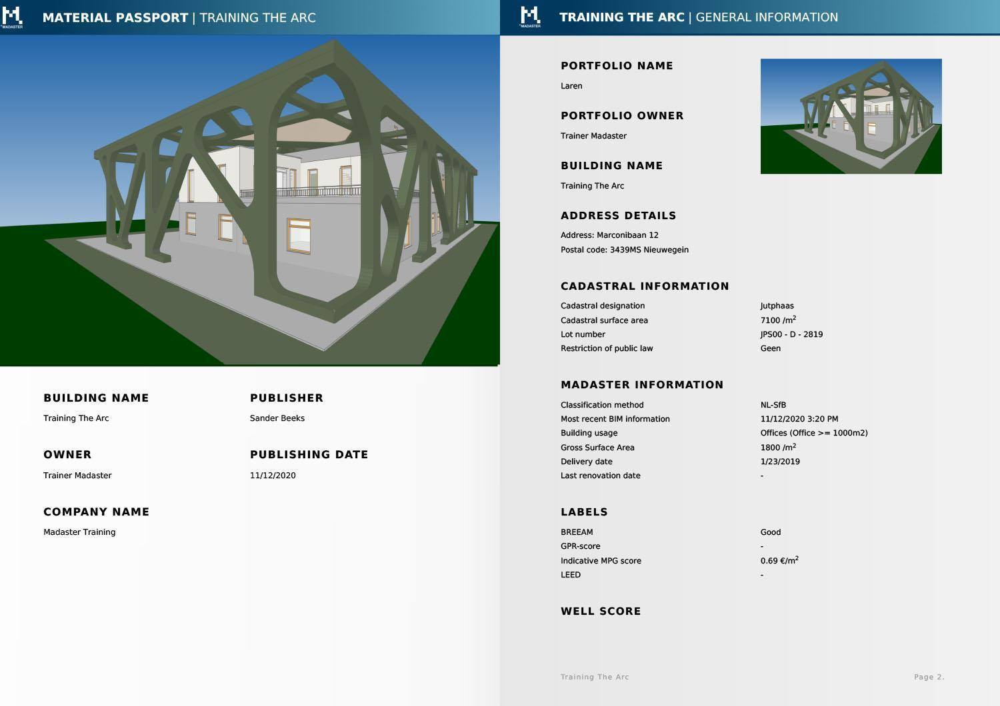 MADASTER
MATERIAL PASSPORT | TRAINING THE ARC
BUILDING NAME
Training The Arc
OWNER
Trainer Madaster
COMPANY NAME
Madaster Training
PUBLISHER
Sander Beeks
PUBLISHING DATE
11/12/2020
MADASTER
TRAINING THE ARC | GENERAL INFORMATION
PORTFOLIO NAME
Laren
PORTFOLIO OWNER
Trainer Madaster
BUILDING NAME
Training The Arc
ADDRESS DETAILS
Address: Marconibaan 12
Postal code: 3439MS Nieuwegein
CADASTRAL INFORMATION
Cadastral designation Jutphaas
Cadastral surface area 7100 /m²
Lot number JPS00 - D - 2819
Restriction of public law Geen
MADASTER INFORMATION
Classification method NL-SfB
Most recent BIM information 11/12/2020 3:20 PM
Building usage Offices (Office >= 1000m2)
Gross Surface Area 1800 /m²
Delivery date 1/23/2019
Last renovation date -
LABELS
BREEAM Good
GPR-score -
Indicative MPG score 0.69 €/m²
LEED -
WELL SCORE
Training The Arc Page 2.